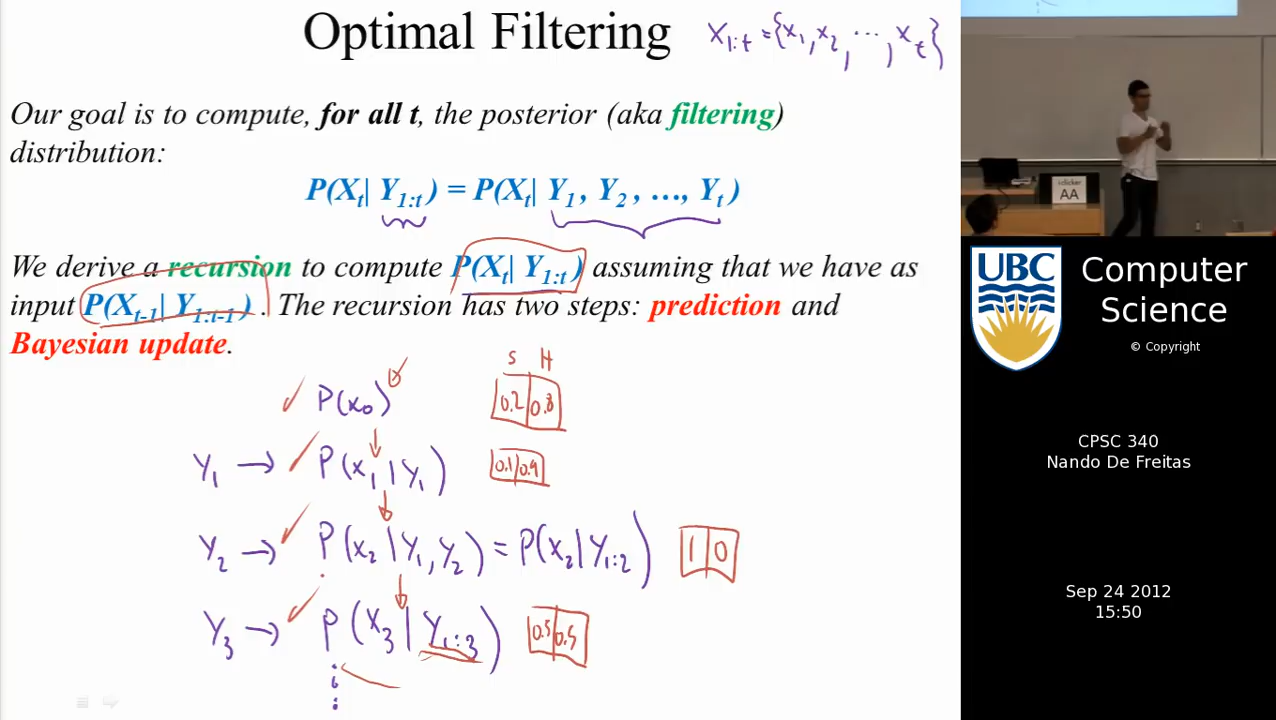 Optimal Filtering
X1:t = {x1, x2, ..., xt}
Our goal is to compute, for all t, the posterior (aka filtering)
distribution:
P(Xt| Y1:t ) = P(Xt| Y1 , Y2 , ..., Yt )
We derive a recursion to compute P(Xt| Y1:t ) assuming that we have as
input P(Xt-1| Y1:t-1 ) . The recursion has two steps: prediction and
Bayesian update.
S H
P(x0) 0.2 0.8
Y1 → P(x1|Y1) 0.1 0.9
Y2 → P(x2|Y1,Y2) = P(x2|Y1:2) 1 0
Y3 → P(X3|Y1:3) 0.5 0.5
iclicker
AA
UBC
Computer
Science
© Copyright
CPSC 340
Nando De Freitas
Sep 24 2012
15:50